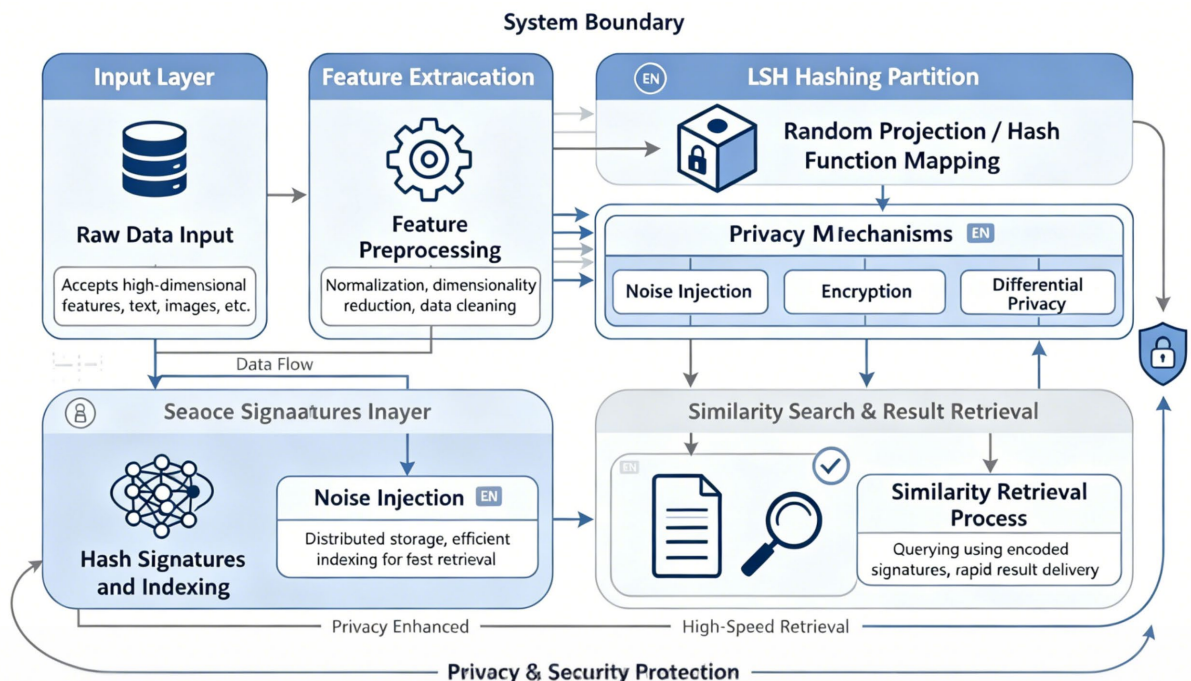 System Boundary
Input Layer
Raw Data Input
Accepts high-dimensional
features, text, images, etc.
Feature Extracation
Feature
Preprocessing
Normalization, dimensionality
reduction, data cleaning
EN
LSH Hashing Partition
Random Projection / Hash
Function Mapping
Privacy Mechanisms EN
Noise Injection
Encryption
Differential
Privacy
Data Flow
Seaoce Signaatures Inayer
Hash Signatures
and Indexing
Noise Injection EN
Distributed storage, efficient
indexing for fest retrieval
Similarity Search & Result Retrieval
EN
Similarity Retrieval
Process
Querying using encoded
signatures, rapid result delivery
Privacy Enhanced
High-Speed Retrieval
Privacy & Security Protection